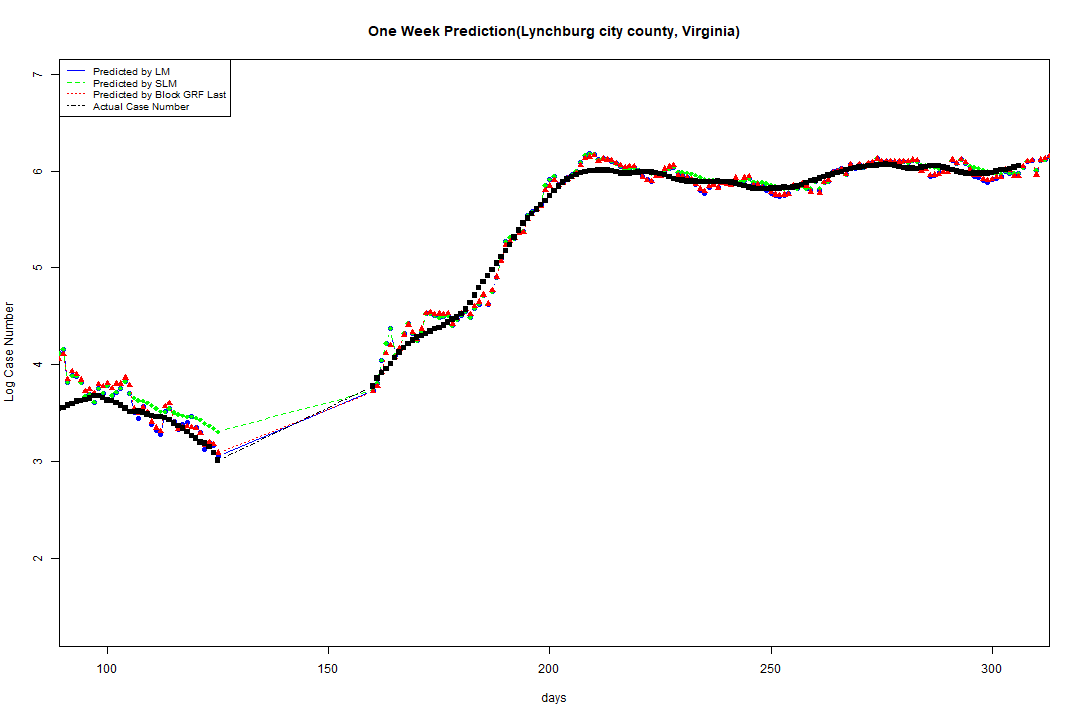 One Week Prediction(Lynchburg city county, Virginia)
Predicted by LM
Predicted by SLM
Predicted by Block GRF Last
Actual Case Number
7
6
5
4
3
2
Log Case Number
100 150 200 250 300
days